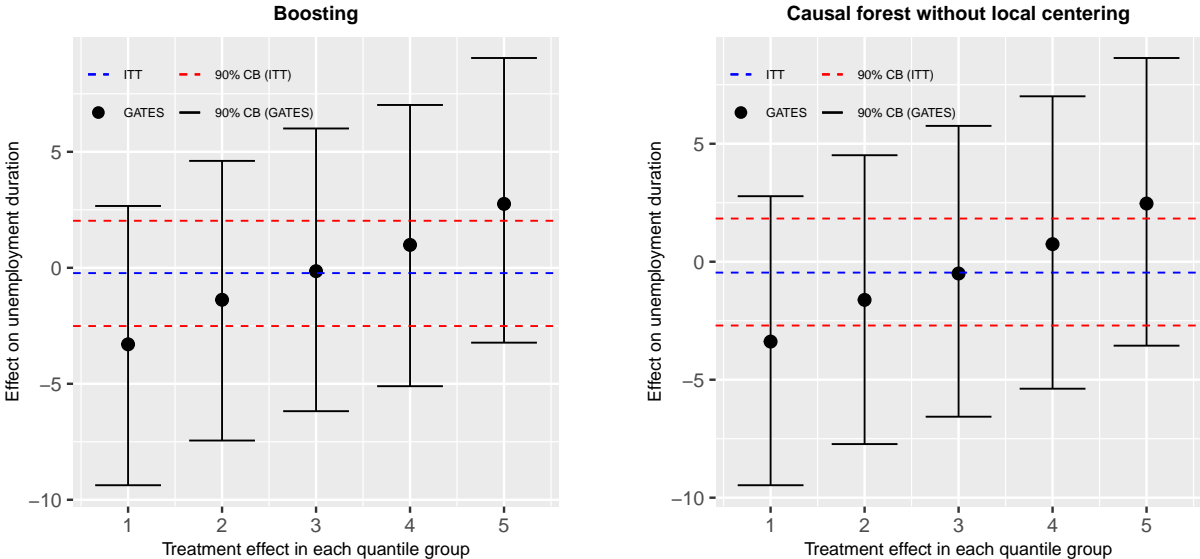 Boosting
ITT 90% CB (ITT)
GATES 90% CB (GATES)
Effect on unemployment duration
5
0
−5
−10
1 2 3 4 5
Treatment effect in each quantile group
Causal forest without local centering
ITT 90% CB (ITT)
GATES 90% CB (GATES)
Effect on unemployment duration
5
0
−5
−10
1 2 3 4 5
Treatment effect in each quantile group